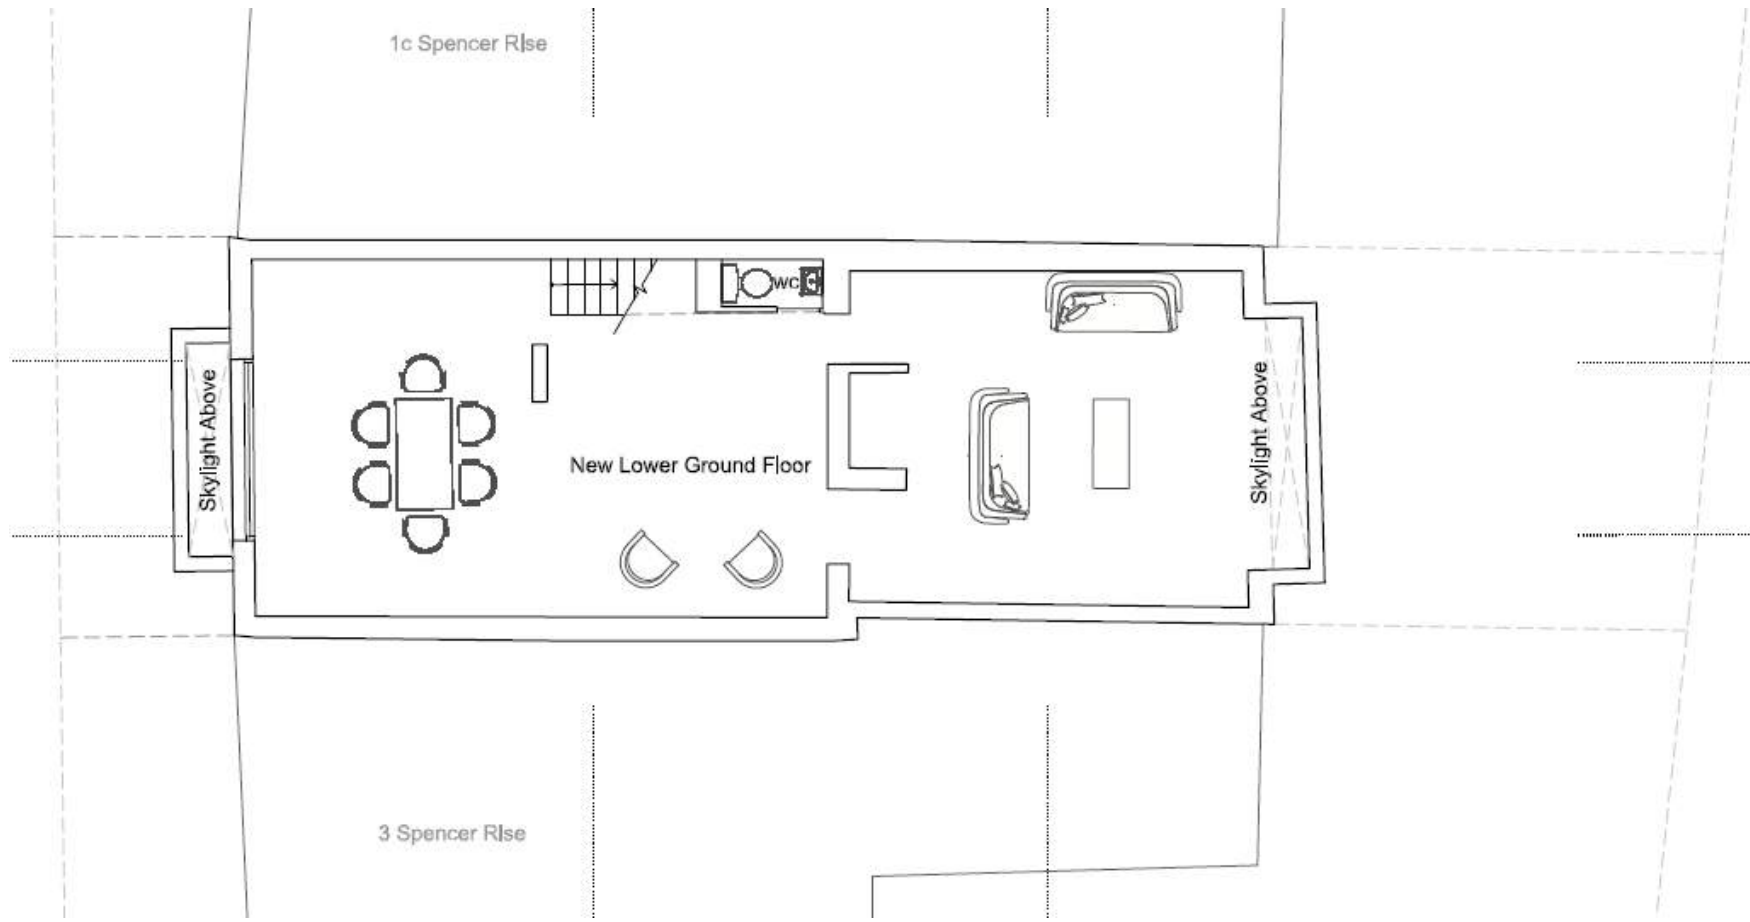 1c Spencer Rise
WC
Skylight Above
New Lower Ground Floor
Skylight Above
3 Spencer Rise